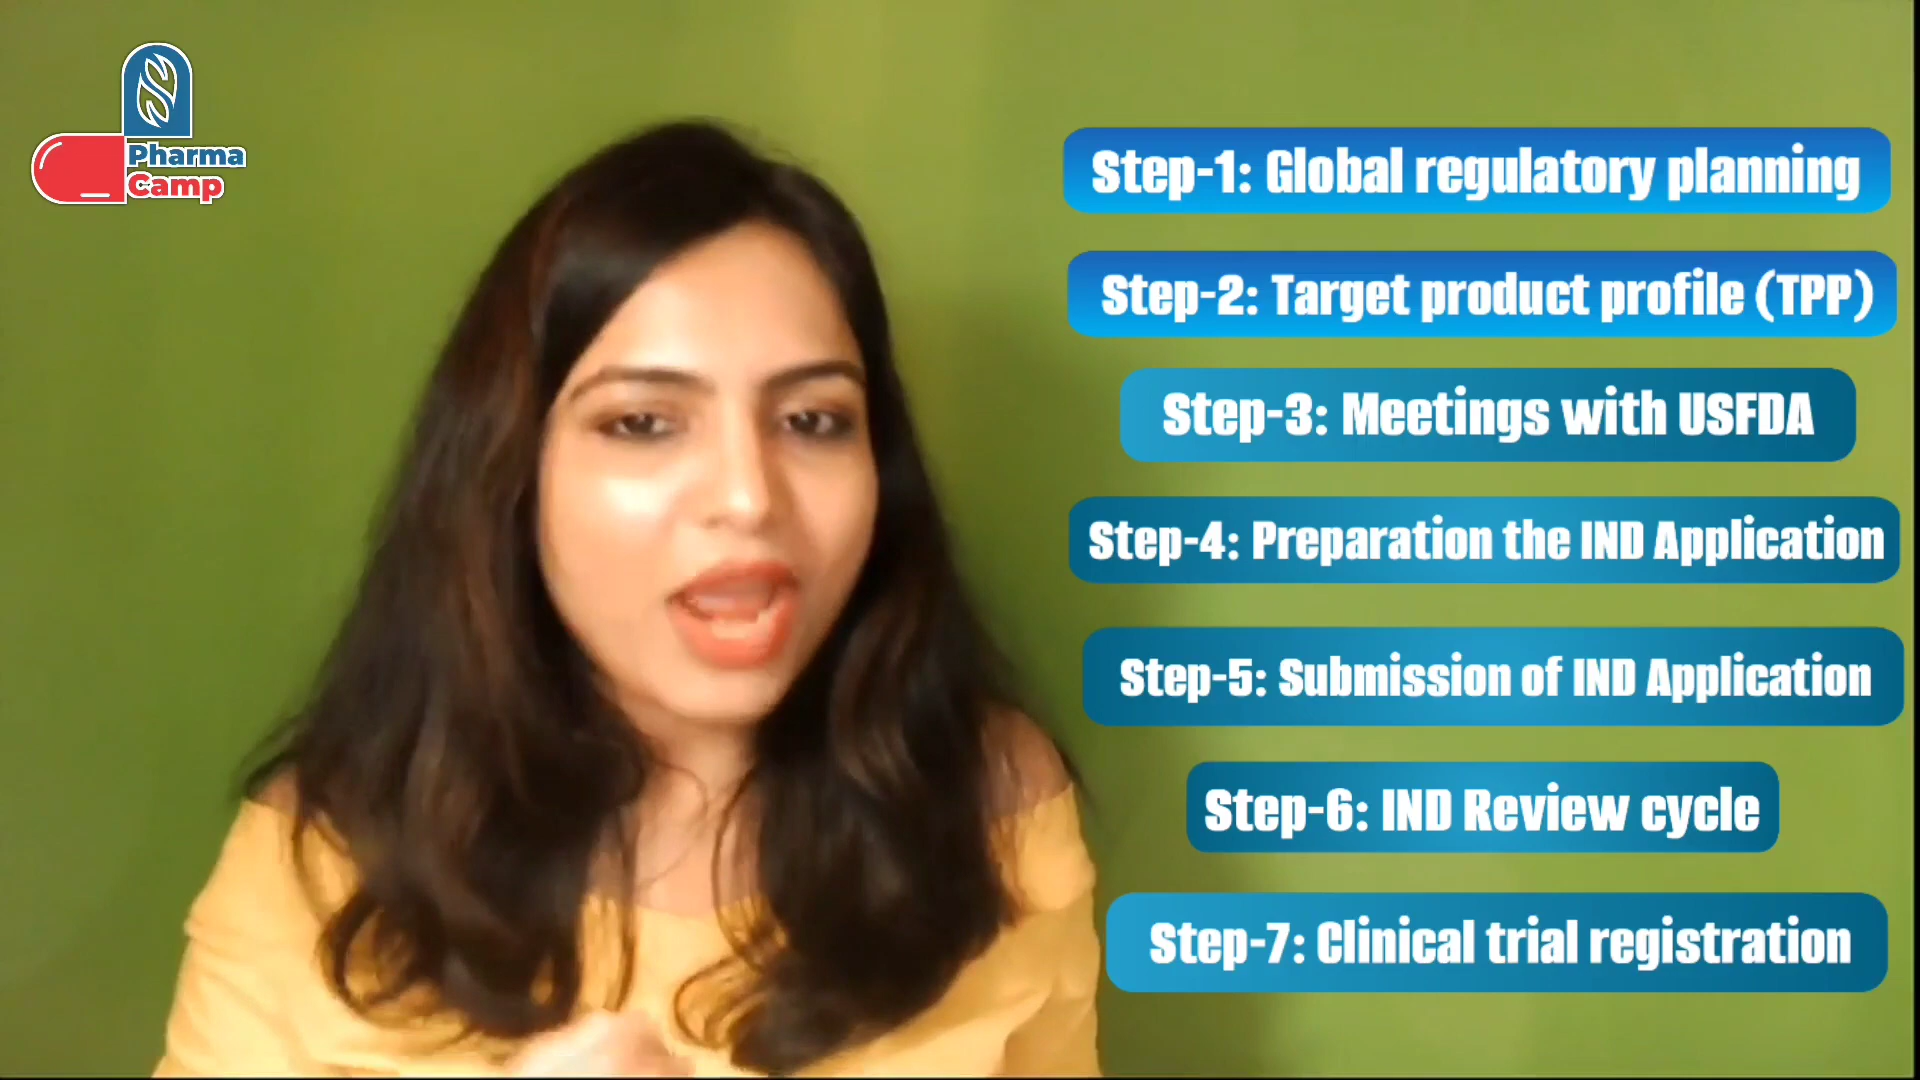 Pharma
Camp
Step-1: Global regulatory planning
Step-2: Target product profile (TPP)
Step-3: Meetings with USFDA
Step-4: Preparation the IND Application
Step-5: Submission of IND Application
Step-6: IND Review cycle
Step-7: Clinical trial registration